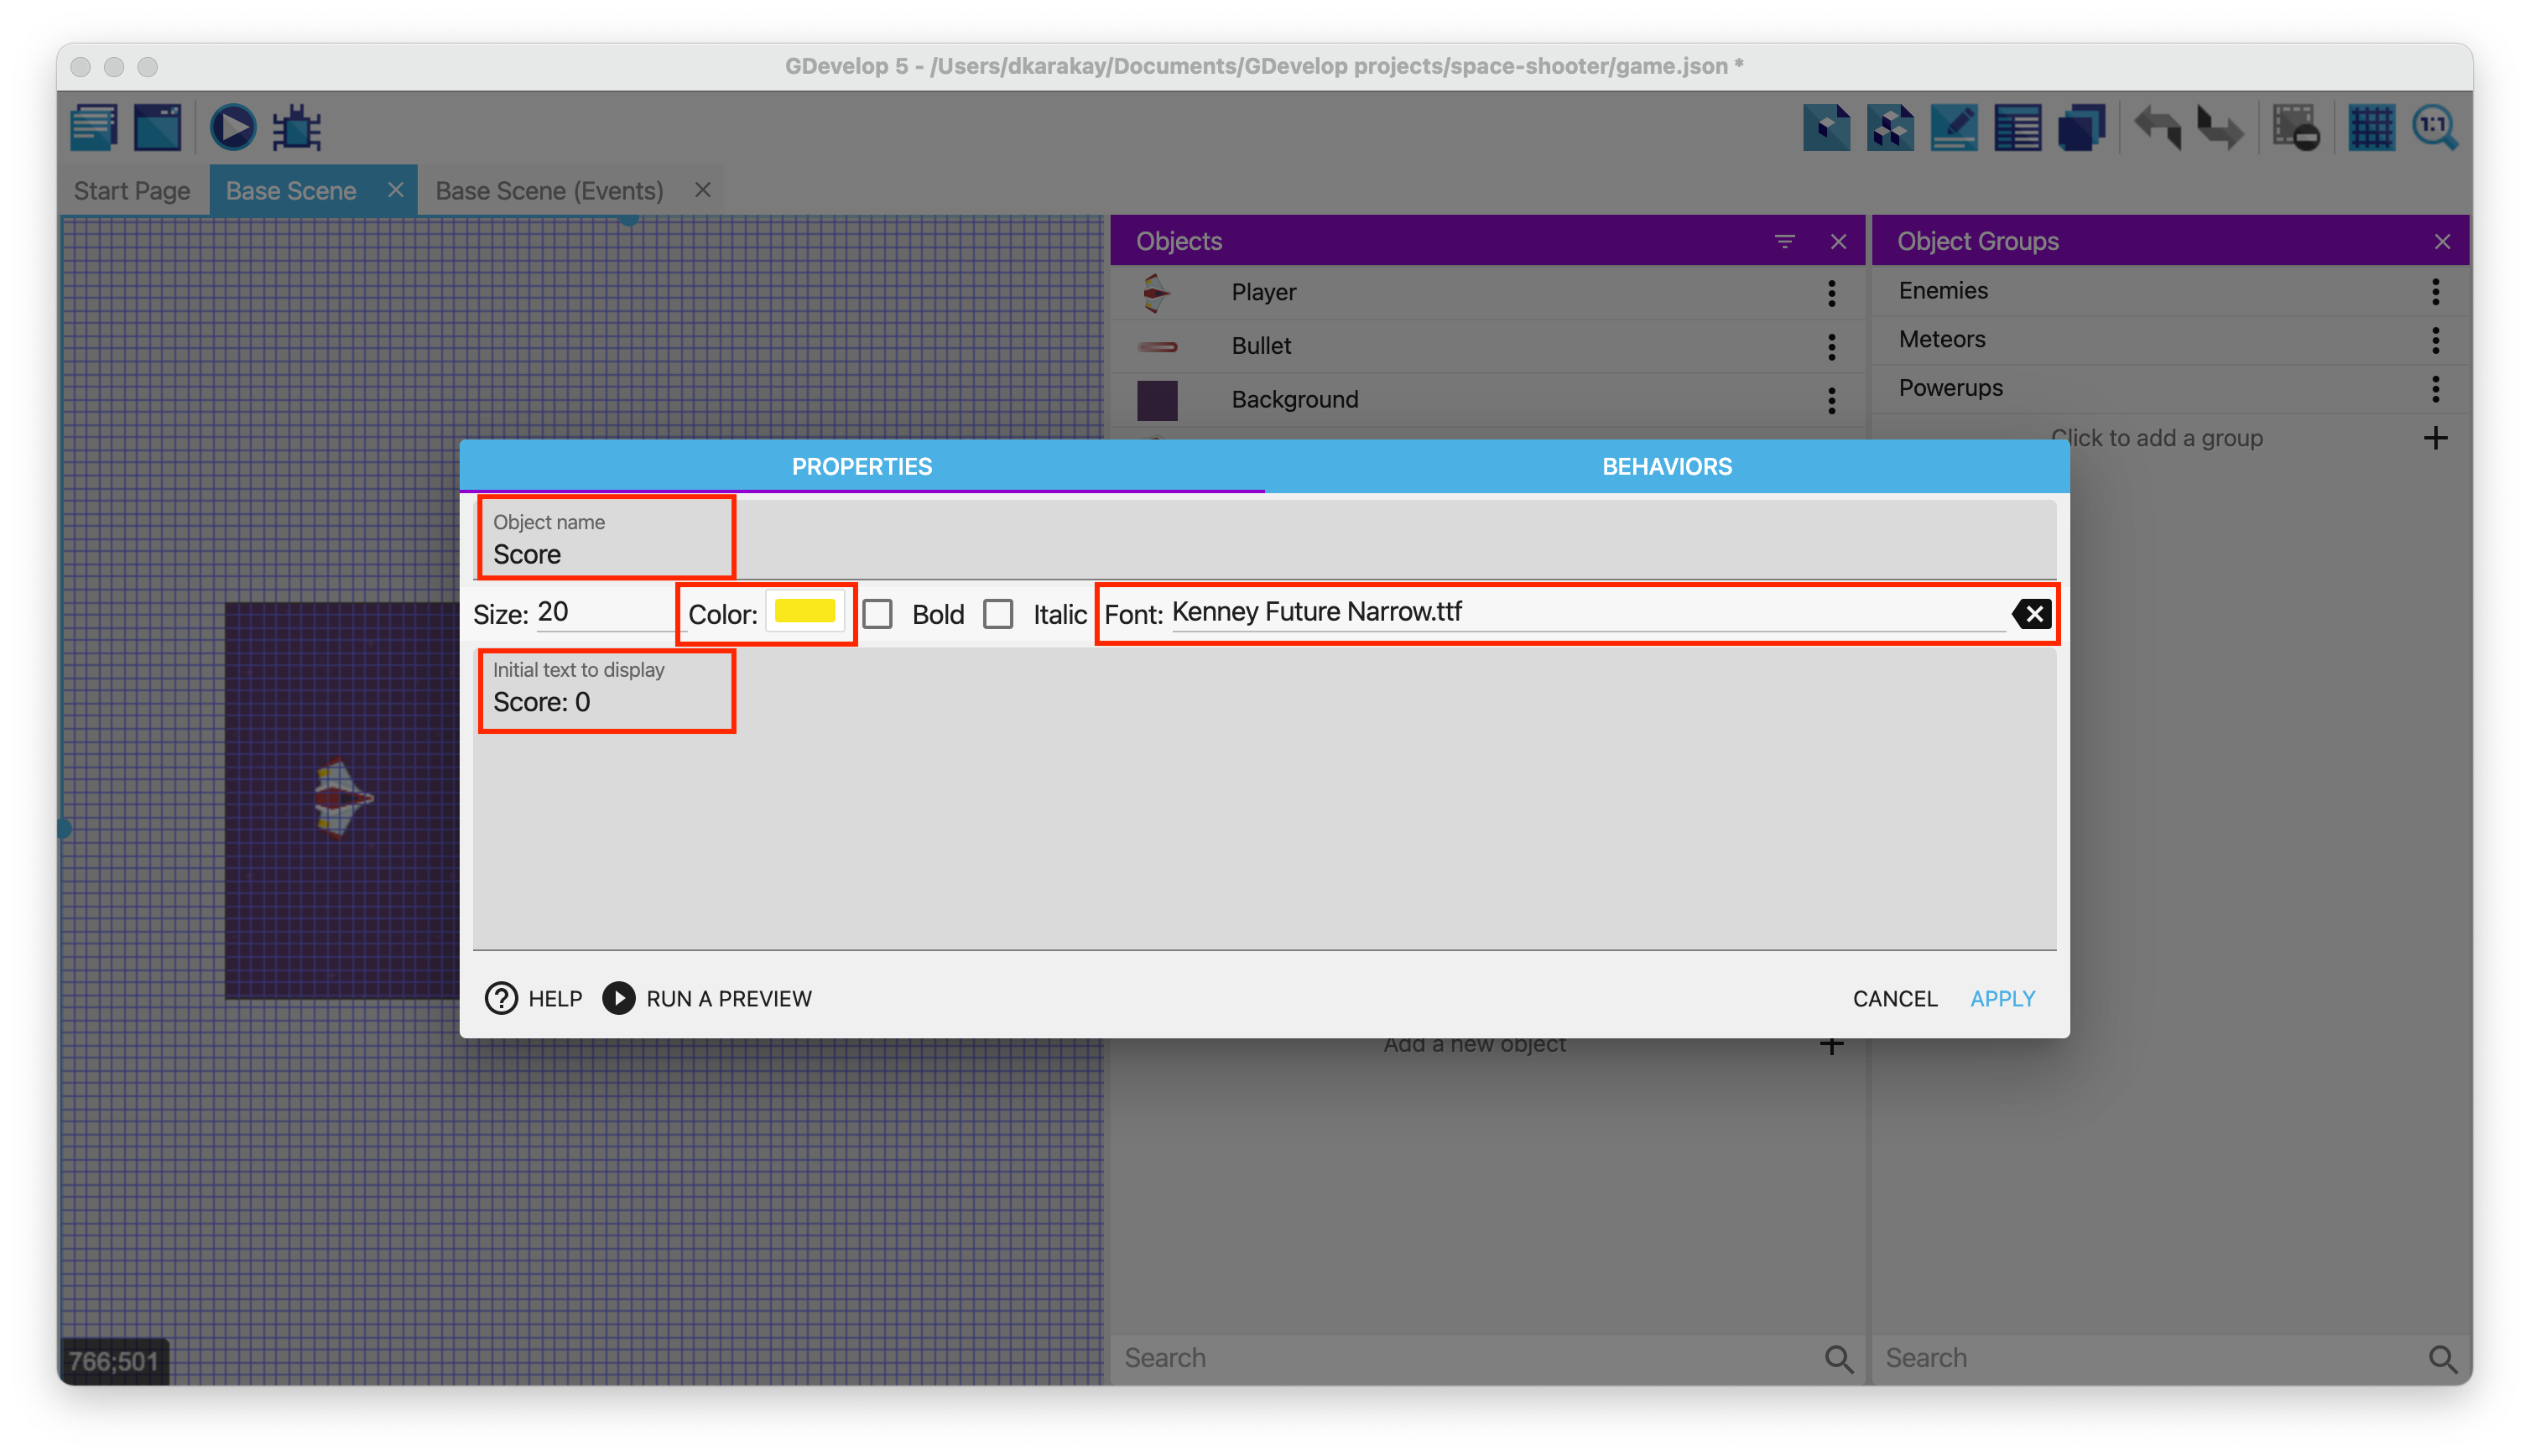 GDevelop 5 - /Users/dkarakay/Documents/GDevelop projects/space-shooter/game.json *
1:1
Start Page
Base Scene
Base Scene (Events)
Objects
Object Groups
Player
Bullet
Background
Enemies
Meteors
Powerups
Click to add a group
PROPERTIES
BEHAVIORS
Object name
Score
Size: 20
Color:
Bold
Italic
Font: Kenney Future Narrow.ttf
Initial text to display
Score: 0
HELP
RUN A PREVIEW
CANCEL
APPLY
Add a new object
766;501
Search
Search